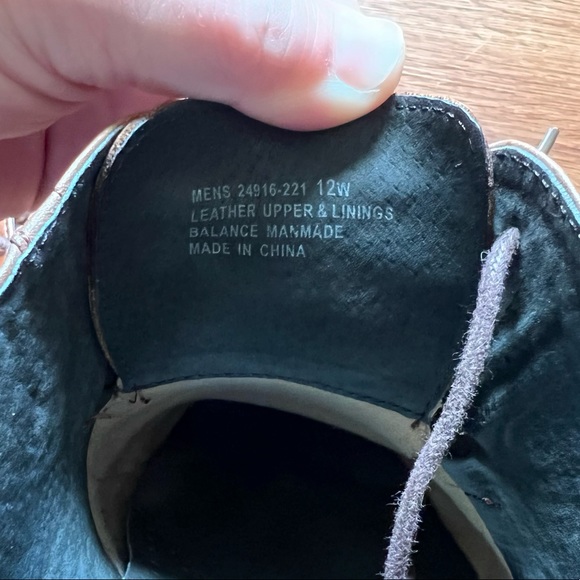 MENS 24916-221 12W
LEATHER UPPER & LININGS
BALANCE MANMADE
MADE IN CHINA